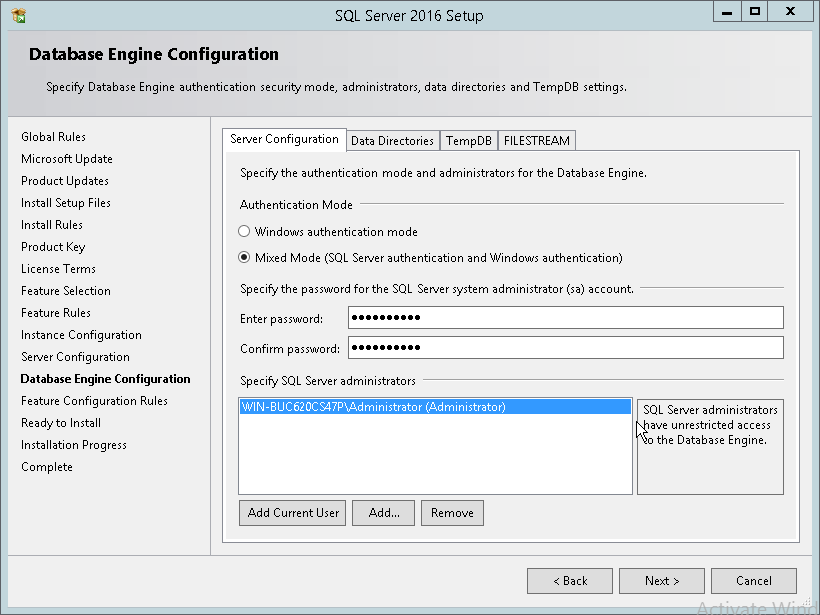 SQL Server 2016 Setup
Database Engine Configuration
Specify Database Engine authentication security mode, administrators, data directories and TempDB settings.
Global Rules
Microsoft Update
Product Updates
Install Setup Files
Install Rules
Product Key
License Terms
Feature Selection
Feature Rules
Instance Configuration
Server Configuration
Database Engine Configuration
Feature Configuration Rules
Ready to Install
Installation Progress
Complete
Server Configuration Data Directories TempDB FILESTREAM
Specify the authentication mode and administrators for the Database Engine.
Authentication Mode
Windows authentication mode
Mixed Mode (SQL Server authentication and Windows authentication)
Specify the password for the SQL Server system administrator (sa) account.
Enter password: ●●●●●●●●●●
Confirm password: ●●●●●●●●●●
Specify SQL Server administrators
WIN-BUC620CS47P\Administrator (Administrator)
SQL Server administrators
have unrestricted access
to the Database Engine.
Add Current User Add... Remove
< Back Next > Cancel
Activate Wind